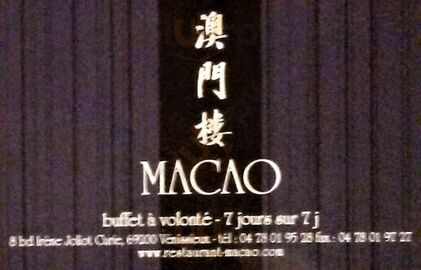 澳門樓
MACAO
buffet à volonté - 7 jours sur 7 j
8 bd Irène Joliot Curie, 69200 Vénissieux - tél : 04 78 01 95 28 fax : 04 78 01 97 27
www.restaurant-macao.com